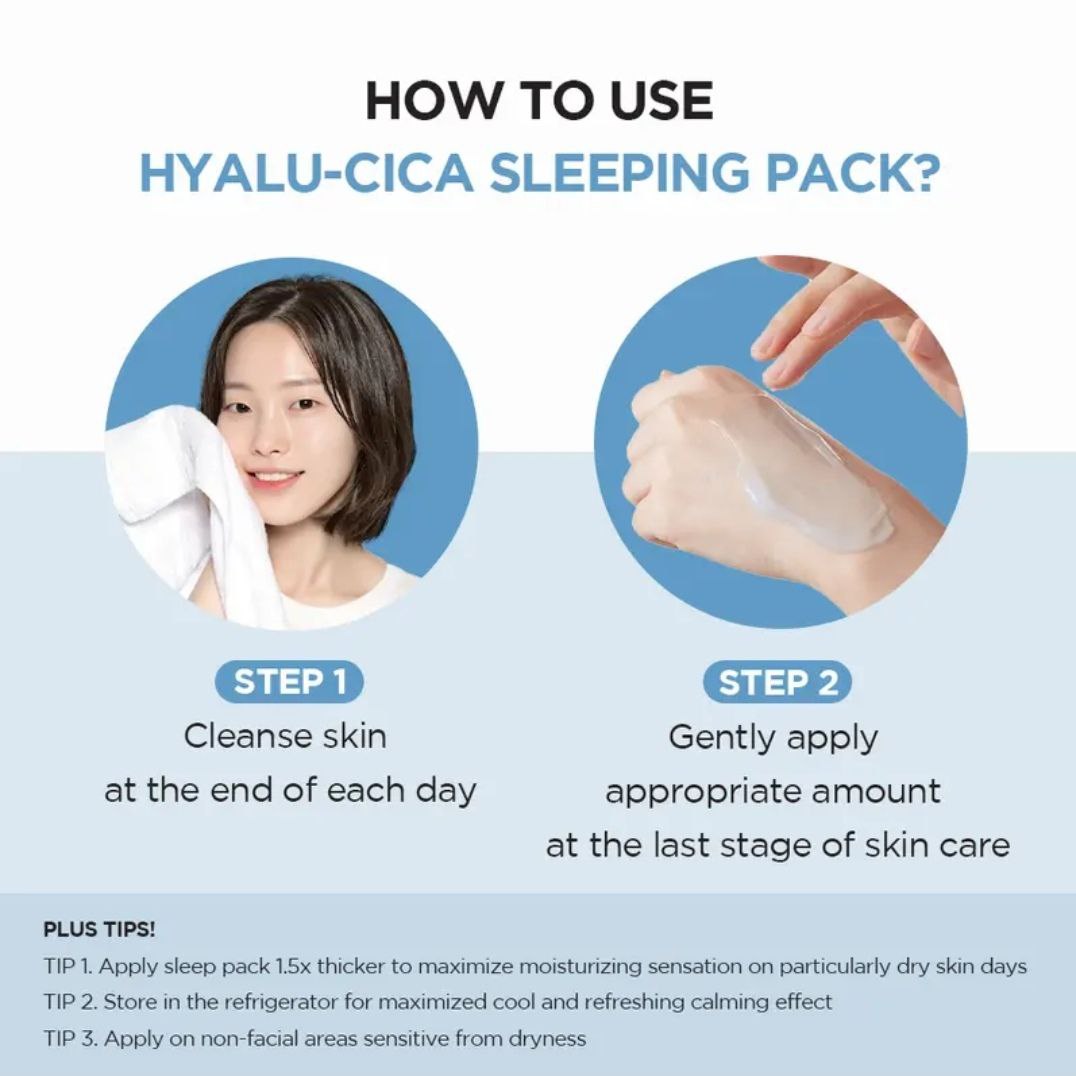 HOW TO USE
HYALU-CICA SLEEPING PACK?
STEP 1
Cleanse skin
at the end of each day
STEP 2
Gently apply
appropriate amount
at the last stage of skin care
PLUS TIPS!
TIP 1. Apply sleep pack 1.5x thicker to maximize moisturizing sensation on particularly dry skin days
TIP 2. Store in the refrigerator for maximized cool and refreshing calming effect
TIP 3. Apply on non-facial areas sensitive from dryness